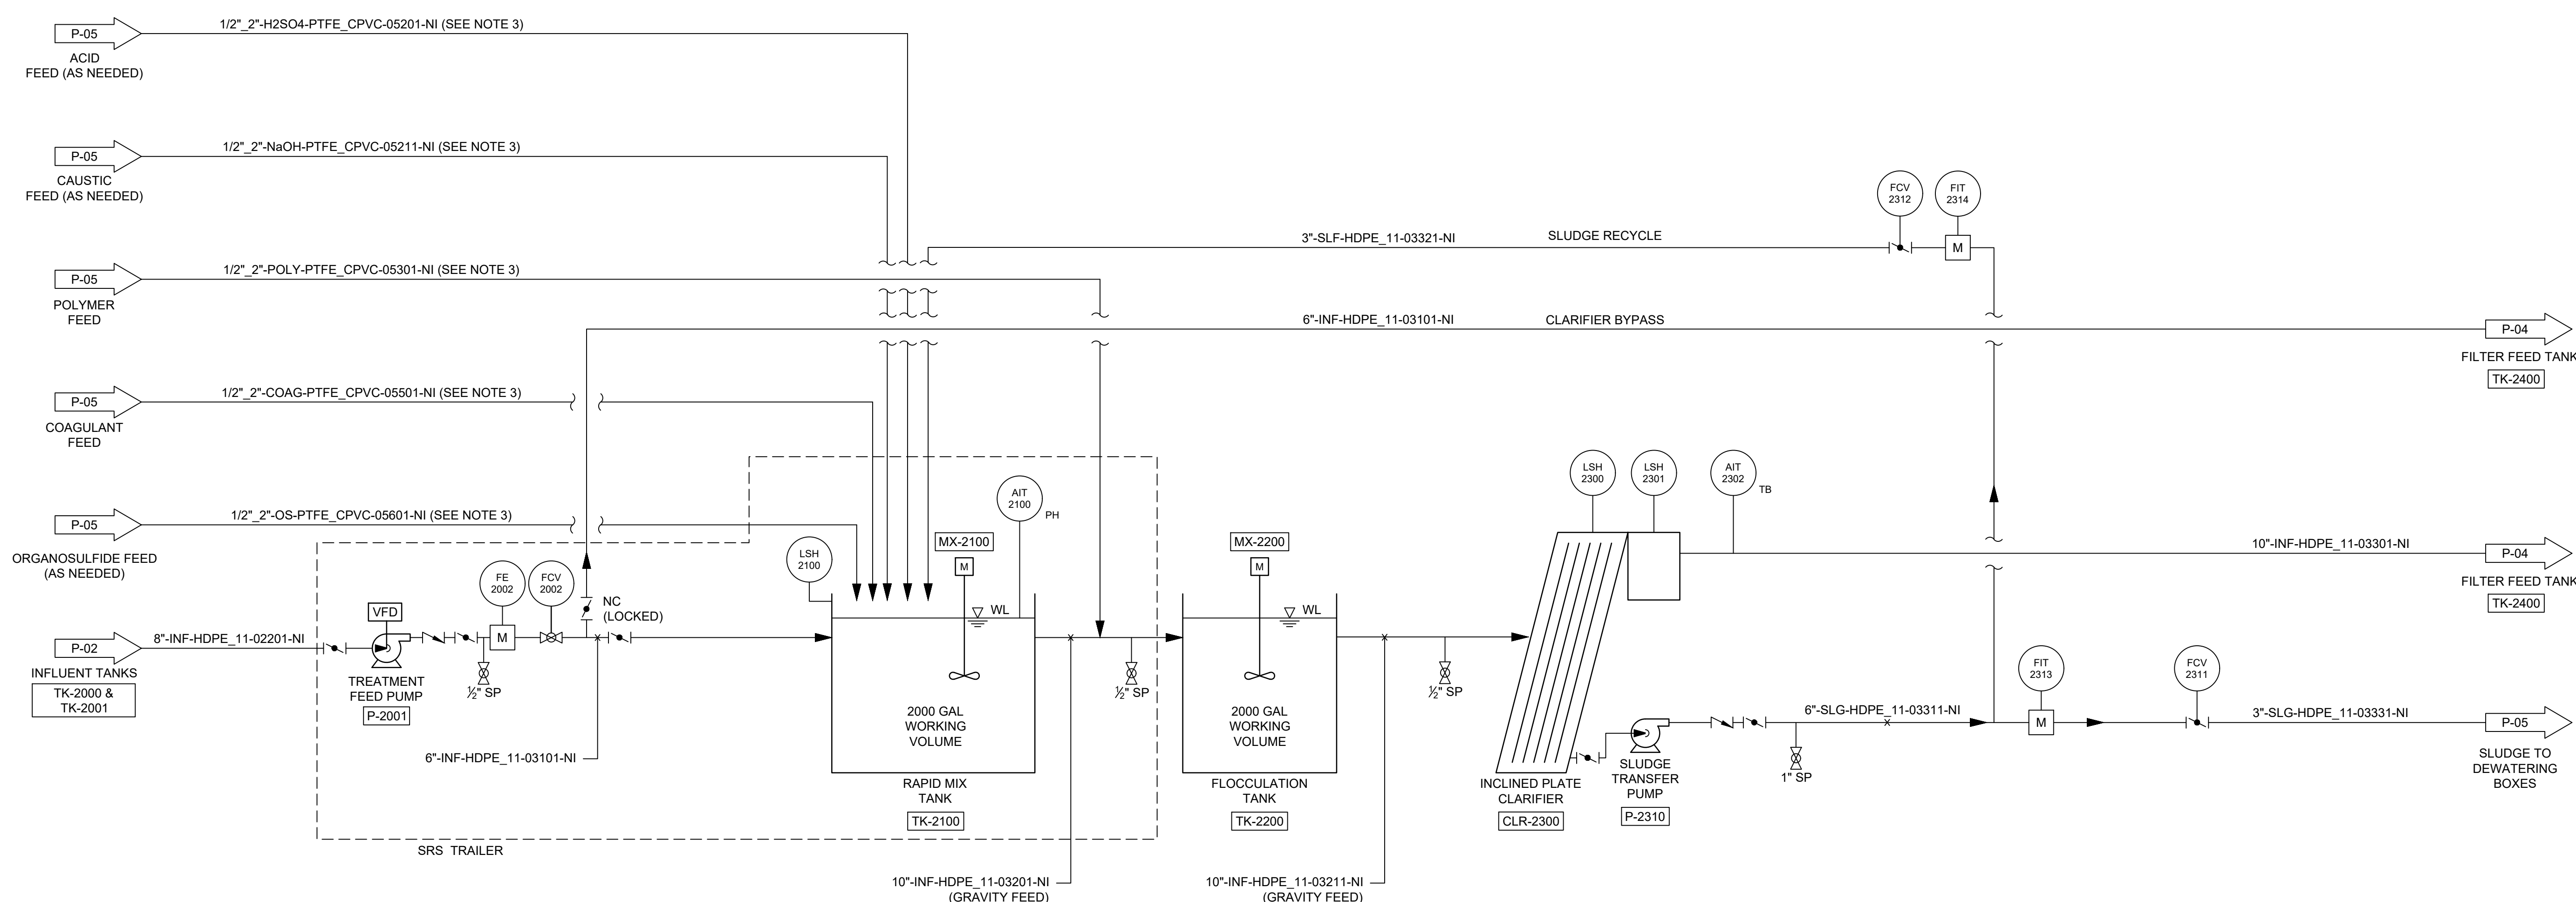 P-05
1/2"_2"-H2SO4-PTFE_CPVC-05201-NI (SEE NOTE 3)
ACID
FEED (AS NEEDED)
P-05
1/2"_2"-NaOH-PTFE_CPVC-05211-NI (SEE NOTE 3)
CAUSTIC
FEED (AS NEEDED)
FCV
2312
FIT
2314
M
3"-SLF-HDPE_11-03321-NI
SLUDGE RECYCLE
P-05
1/2"_2"-POLY-PTFE_CPVC-05301-NI (SEE NOTE 3)
POLYMER
FEED
6"-INF-HDPE_11-03101-NI
CLARIFIER BYPASS
P-04
FILTER FEED TANK
TK-2400
P-05
1/2"_2"-COAG-PTFE_CPVC-05501-NI (SEE NOTE 3)
COAGULANT
FEED
P-05
1/2"_2"-OS-PTFE_CPVC-05601-NI (SEE NOTE 3)
ORGANOSULFIDE FEED
(AS NEEDED)
LSH
2100
AIT
2100
PH
MX-2100
M
WL
MX-2200
M
WL
LSH
2300
LSH
2301
AIT
2302
TB
10"-INF-HDPE_11-03301-NI
P-04
FILTER FEED TANK
TK-2400
FE
2002
FCV
2002
NC
(LOCKED)
VFD
M
P-02
8"-INF-HDPE_11-02201-NI
INFLUENT TANKS
TK-2000 &
TK-2001
TREATMENT
FEED PUMP
P-2001
½" SP
½" SP
½" SP
2000 GAL
WORKING
VOLUME
2000 GAL
WORKING
VOLUME
FIT
2313
M
FCV
2311
6"-SLG-HDPE_11-03311-NI
3"-SLG-HDPE_11-03331-NI
P-05
SLUDGE TO
DEWATERING
BOXES
1" SP
6"-INF-HDPE_11-03101-NI
RAPID MIX
TANK
TK-2100
FLOCCULATION
TANK
TK-2200
INCLINED PLATE
CLARIFIER
CLR-2300
SLUDGE
TRANSFER
PUMP
P-2310
SRS TRAILER
10"-INF-HDPE_11-03201-NI
(GRAVITY FEED)
10"-INF-HDPE_11-03211-NI
(GRAVITY FEED)